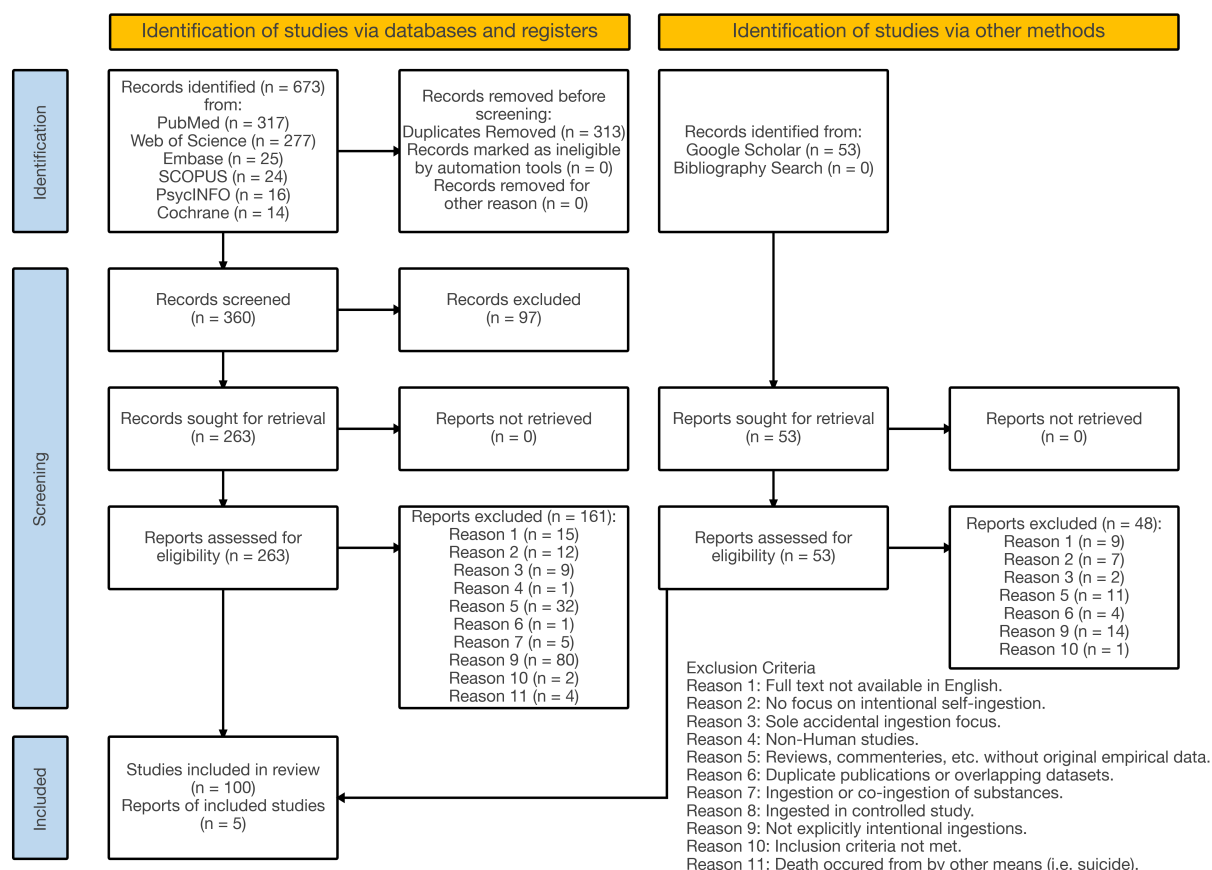 Identification of studies via databases and registers
Identification of studies via other methods
Identification
Records identified (n = 673)
from:
PubMed (n = 317)
Web of Science (n = 277)
Embase (n = 25)
SCOPUS (n = 24)
PsycINFO (n = 16)
Cochrane (n = 14)
Records removed before
screening:
Duplicates Removed (n = 313)
Records marked as ineligible
by automation tools (n = 0)
Records removed for
other reason (n = 0)
Records identified from:
Google Scholar (n = 53)
Bibliography Search (n = 0)
Screening
Records screened
(n = 360)
Records excluded
(n = 97)
Records sought for retrieval
(n = 263)
Reports not retrieved
(n = 0)
Reports sought for retrieval
(n = 53)
Reports not retrieved
(n = 0)
Reports assessed for
eligibility (n = 263)
Reports excluded (n = 161):
Reason 1 (n = 15)
Reason 2 (n = 12)
Reason 3 (n = 9)
Reason 4 (n = 1)
Reason 5 (n = 32)
Reason 6 (n = 1)
Reason 7 (n = 5)
Reason 9 (n = 80)
Reason 10 (n = 2)
Reason 11 (n = 4)
Reports assessed for
eligibility (n = 53)
Reports excluded (n = 48):
Reason 1 (n = 9)
Reason 2 (n = 7)
Reason 3 (n = 2)
Reason 5 (n = 11)
Reason 6 (n = 4)
Reason 9 (n = 14)
Reason 10 (n = 1)
Included
Studies included in review
(n = 100)
Reports of included studies
(n = 5)
Exclusion Criteria
Reason 1: Full text not available in English.
Reason 2: No focus on intentional self-ingestion.
Reason 3: Sole accidental ingestion focus.
Reason 4: Non-Human studies.
Reason 5: Reviews, commenteries, etc. without original empirical data.
Reason 6: Duplicate publications or overlapping datasets.
Reason 7: Ingestion or co-ingestion of substances.
Reason 8: Ingested in controlled study.
Reason 9: Not explicitly intentional ingestions.
Reason 10: Inclusion criteria not met.
Reason 11: Death occured from by other means (i.e. suicide).